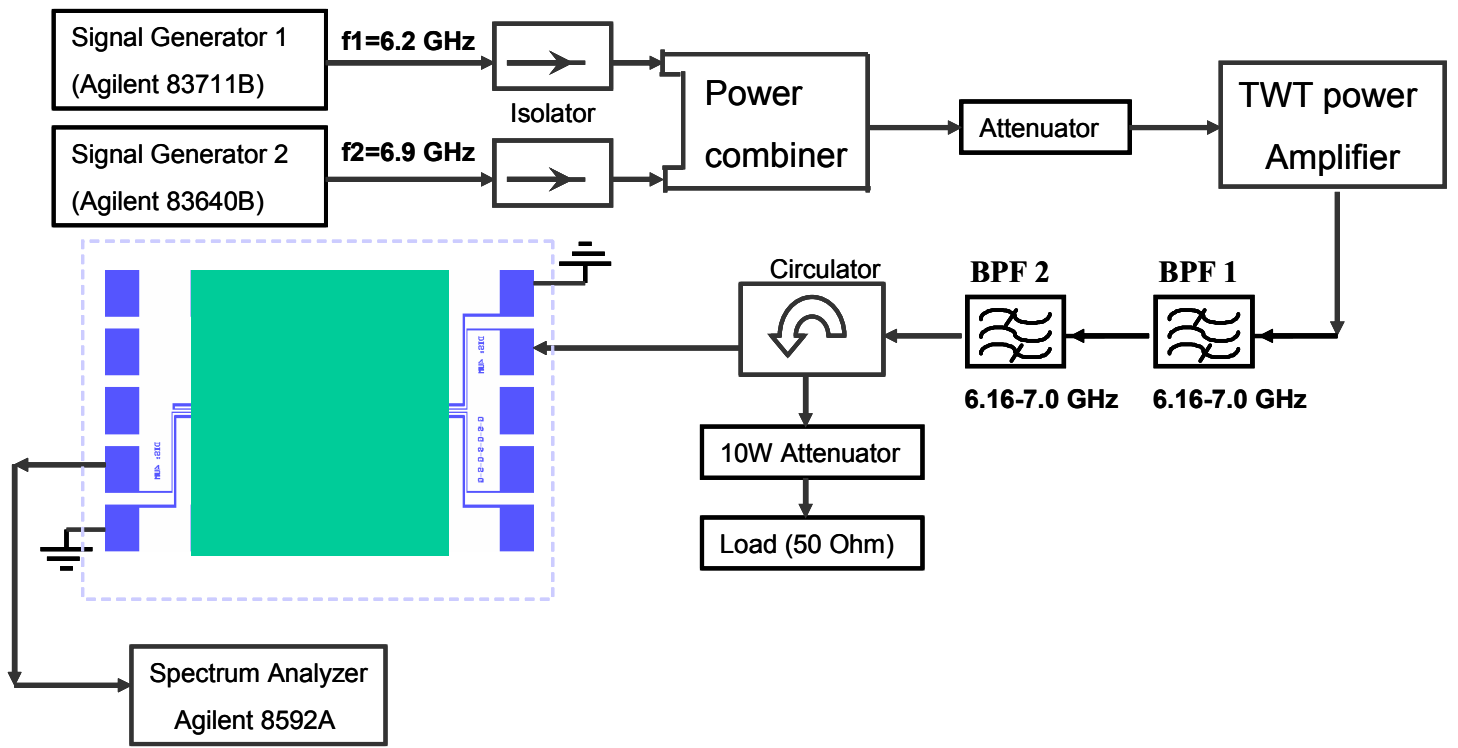 Signal Generator 1
(Agilent 83711B)
f1=6.2 GHz
Isolator
Signal Generator 2
(Agilent 83640B)
f2=6.9 GHz
Power
combiner
Attenuator
TWT power
Amplifier
Circulator
BPF 2
BPF 1
6.16-7.0 GHz
6.16-7.0 GHz
10W Attenuator
Load (50 Ohm)
Spectrum Analyzer
Agilent 8592A